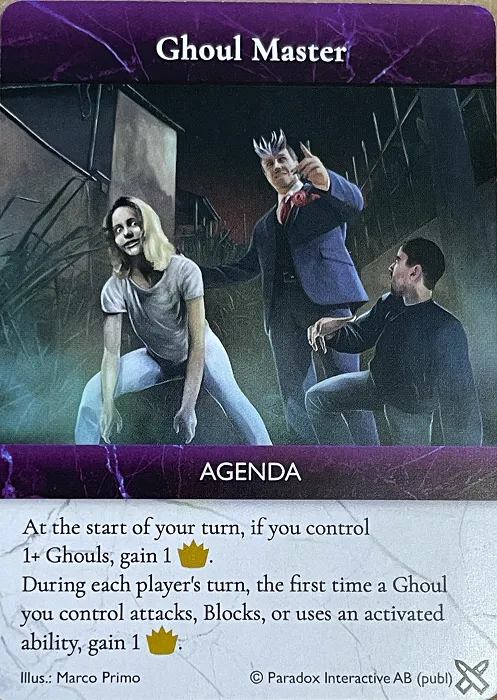 Ghoul Master
AGENDA
At the start of your turn, if you control
1+ Ghouls, gain 1 .
During each player's turn, the first time a Ghoul
you control attacks, Blocks, or uses an activated
ability, gain 1 .
Illus.: Marco Primo © Paradox Interactive AB (publ)